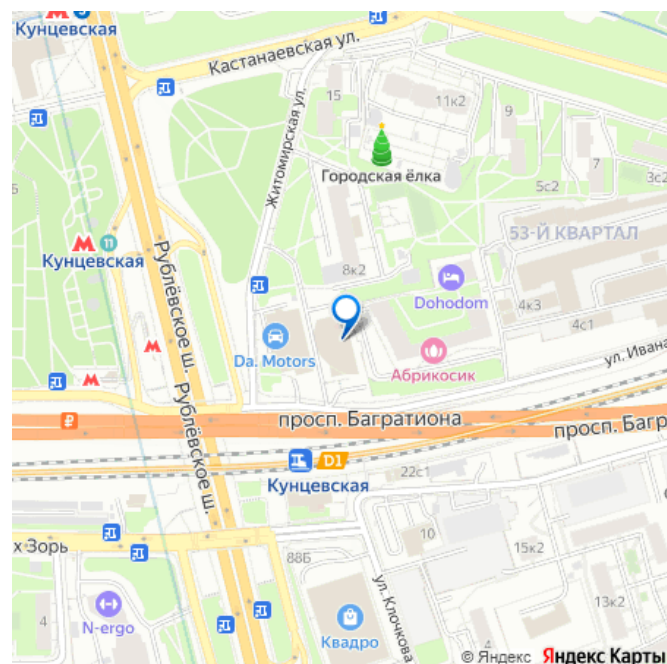 Кунцевская
Кастанаевская ул.
15
11к2
9
Житомирская ул.
Городская ёлка
5
5с2
3с2
11
Кунцевская
Рублёвское ш.
53-Й КВАРТАЛ
8к2
Dohodom
4к3
4с1
Da. Motors
Абрикосик
ул. Ивана
просп. Багратиона
просп. Багр
Рублёвское ш.
D1
Кунцевская
22с1
х Зорь
10
15к2
88Б
ул. Клочкова
13к2
4
N-ergo
6
Квадро
7
© Яндекс Яндекс Карты